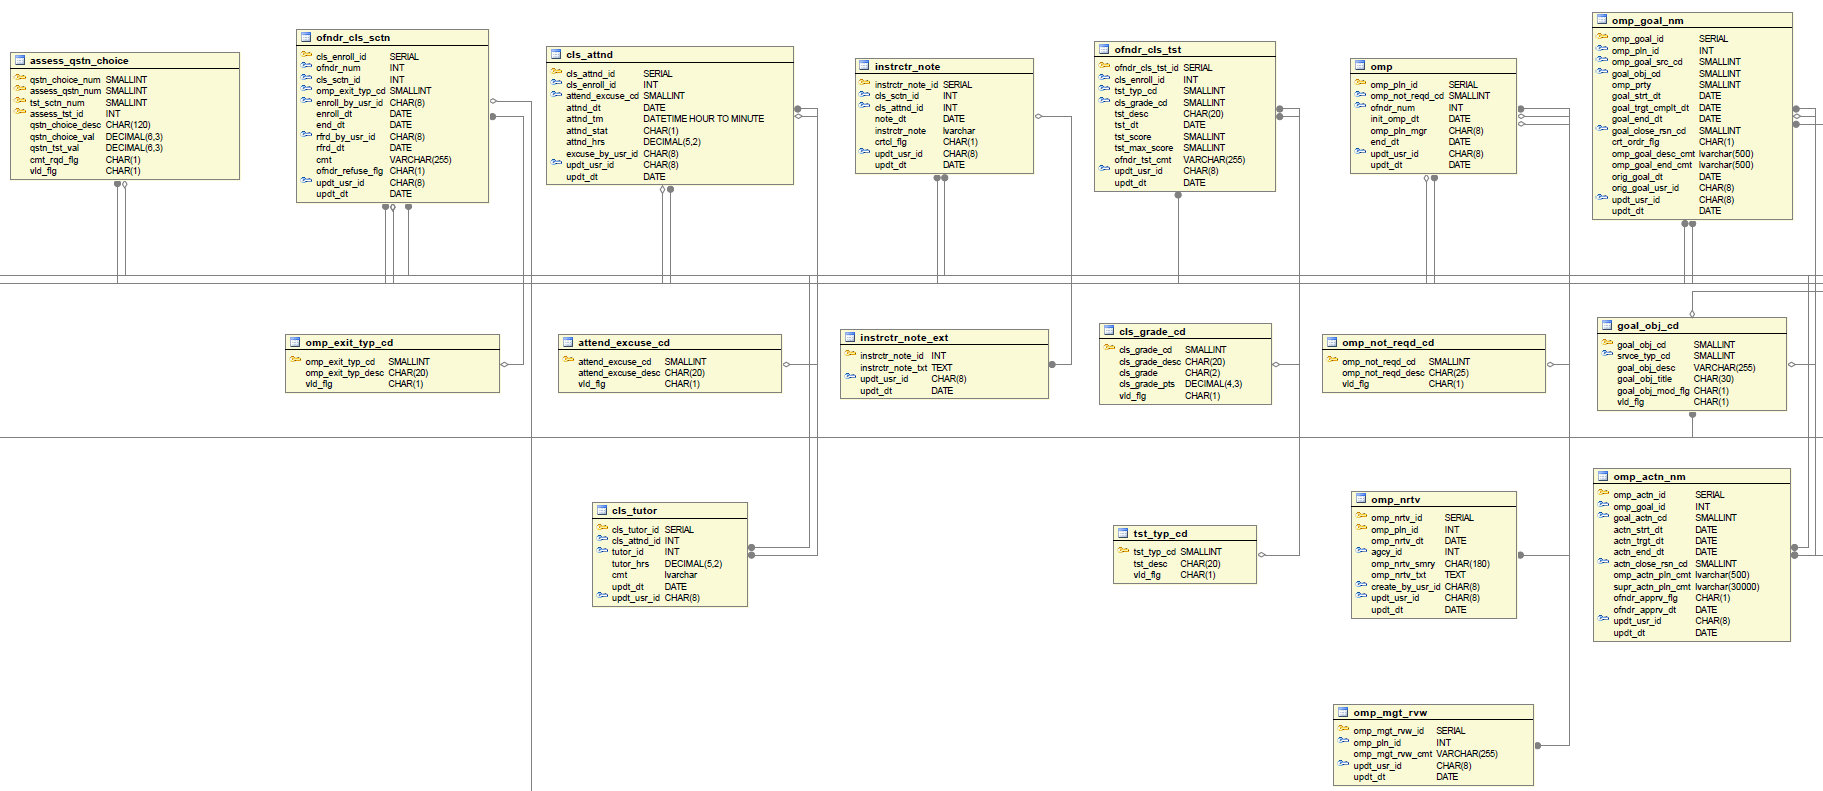 assess_qstn_choice
qstn_choice_num SMALLINT
assess_qstn_num SMALLINT
tst_sctn_num SMALLINT
assess_tst_id INT
qstn_choice_desc CHAR(120)
qstn_choice_val DECIMAL(6,3)
qstn_tst_val DECIMAL(6,3)
cmt_rqd_flg CHAR(1)
vld_flg CHAR(1)
ofndr_cls_sctn
cls_enroll_id SERIAL
ofndr_num INT
cls_sctn_id INT
omp_exit_typ_cd SMALLINT
enroll_by_usr_id CHAR(8)
enroll_dt DATE
end_dt DATE
rfrd_by_usr_id CHAR(8)
rfrd_dt DATE
cmt VARCHAR(255)
ofndr_refuse_flg CHAR(1)
updt_usr_id CHAR(8)
updt_dt DATE
cls_attnd
cls_attnd_id SERIAL
cls_enroll_id INT
attend_excuse_cd SMALLINT
attnd_dt DATE
attnd_tm DATETIME HOUR TO MINUTE
attnd_stat CHAR(1)
attnd_hrs DECIMAL(5,2)
excuse_by_usr_id CHAR(8)
updt_usr_id CHAR(8)
updt_dt DATE
instrctr_note
instrctr_note_id SERIAL
cls_sctn_id INT
cls_attnd_id INT
note_dt DATE
instrctr_note lvarchar
crtcl_flg CHAR(1)
updt_usr_id CHAR(8)
updt_dt DATE
ofndr_cls_tst
ofndr_cls_tst_id SERIAL
cls_enroll_id INT
tst_typ_cd SMALLINT
cls_grade_cd SMALLINT
tst_desc CHAR(20)
tst_dt DATE
tst_score SMALLINT
tst_max_score SMALLINT
ofndr_tst_cmt VARCHAR(255)
updt_usr_id CHAR(8)
updt_dt DATE
omp
omp_pln_id SERIAL
omp_not_reqd_cd SMALLINT
ofndr_num INT
init_omp_dt DATE
omp_pln_mgr CHAR(8)
end_dt DATE
updt_usr_id CHAR(8)
updt_dt DATE
omp_goal_nm
omp_goal_id SERIAL
omp_pln_id INT
omp_goal_src_cd SMALLINT
goal_obj_cd SMALLINT
omp_prty SMALLINT
goal_strt_dt DATE
goal_trgt_cmplt_dt DATE
goal_end_dt DATE
goal_close_rsn_cd SMALLINT
crt_ordr_flg CHAR(1)
omp_goal_desc_cmt lvarchar(500)
omp_goal_end_cmt lvarchar(500)
orig_goal_dt DATE
orig_goal_usr_id CHAR(8)
updt_usr_id CHAR(8)
updt_dt DATE
omp_exit_typ_cd
omp_exit_typ_cd SMALLINT
omp_exit_typ_desc CHAR(20)
vld_flg CHAR(1)
attend_excuse_cd
attend_excuse_cd SMALLINT
attend_excuse_desc CHAR(20)
vld_flg CHAR(1)
instrctr_note_ext
instrctr_note_id INT
instrctr_note_txt TEXT
updt_usr_id CHAR(8)
updt_dt DATE
cls_grade_cd
cls_grade_cd SMALLINT
cls_grade_desc CHAR(20)
cls_grade CHAR(2)
cls_grade_pts DECIMAL(4,3)
vld_flg CHAR(1)
omp_not_reqd_cd
omp_not_reqd_cd SMALLINT
omp_not_reqd_desc CHAR(25)
vld_flg CHAR(1)
goal_obj_cd
goal_obj_cd SMALLINT
srvce_typ_cd SMALLINT
goal_obj_desc VARCHAR(255)
goal_obj_title CHAR(30)
goal_obj_mod_flg CHAR(1)
vld_flg CHAR(1)
cls_tutor
cls_tutor_id SERIAL
cls_attnd_id INT
tutor_id INT
tutor_hrs DECIMAL(5,2)
cmt lvarchar
updt_dt DATE
updt_usr_id CHAR(8)
tst_typ_cd
tst_typ_cd SMALLINT
tst_desc CHAR(20)
vld_flg CHAR(1)
omp_nrtv
omp_nrtv_id SERIAL
omp_pln_id INT
omp_nrtv_dt DATE
agcy_id INT
omp_nrtv_smry CHAR(180)
omp_nrtv_txt TEXT
create_by_usr_id CHAR(8)
updt_usr_id CHAR(8)
updt_dt DATE
omp_actn_nm
omp_actn_id SERIAL
omp_goal_id INT
goal_actn_cd SMALLINT
actn_strt_dt DATE
actn_trgt_dt DATE
actn_end_dt DATE
actn_close_rsn_cd SMALLINT
omp_actn_pln_cmt lvarchar(500)
supr_actn_pln_cmt lvarchar(30000)
ofndr_apprv_flg CHAR(1)
ofndr_apprv_dt DATE
updt_usr_id CHAR(8)
updt_dt DATE
omp_mgt_rvw
omp_mgt_rvw_id SERIAL
omp_pln_id INT
omp_mgt_rvw_cmt VARCHAR(255)
updt_usr_id CHAR(8)
updt_dt DATE